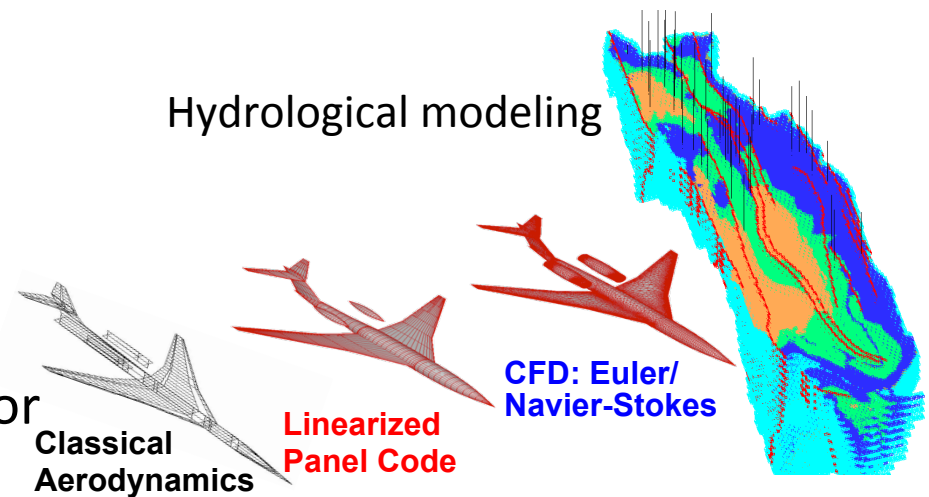 Hydrological modeling
CFD: Euler/
Navier-Stokes
or
Linearized
Panel Code
Classical
Aerodynamics